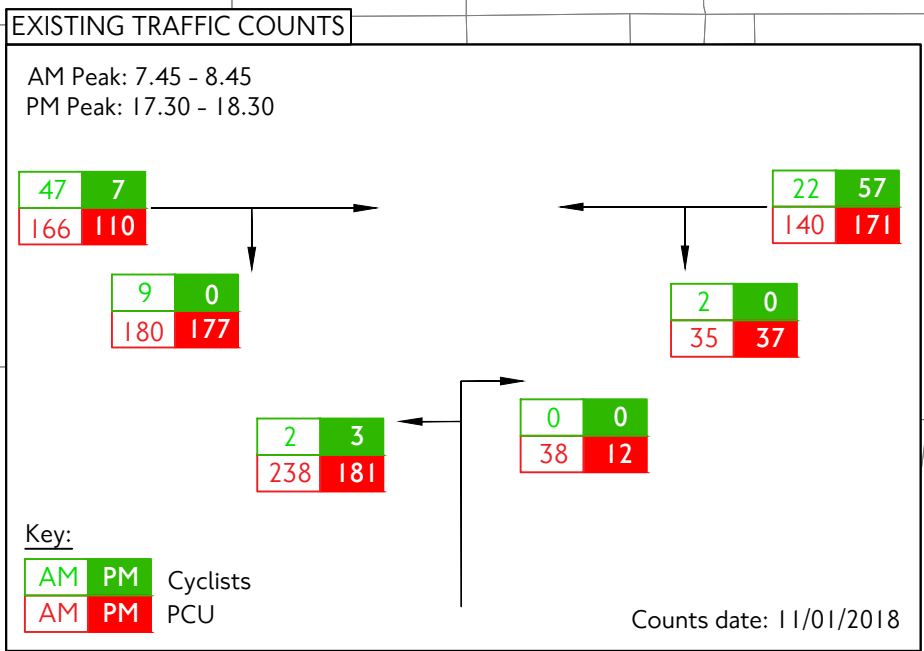 EXISTING TRAFFIC COUNTS
AM Peak: 7.45 - 8.45
PM Peak: 17.30 - 18.30
47 7
166 110
22 57
140 171
9 0
180 177
2 0
35 37
2 3
238 181
0 0
38 12
Key:
AM PM Cyclists
AM PM PCU
Counts date: 11/01/2018